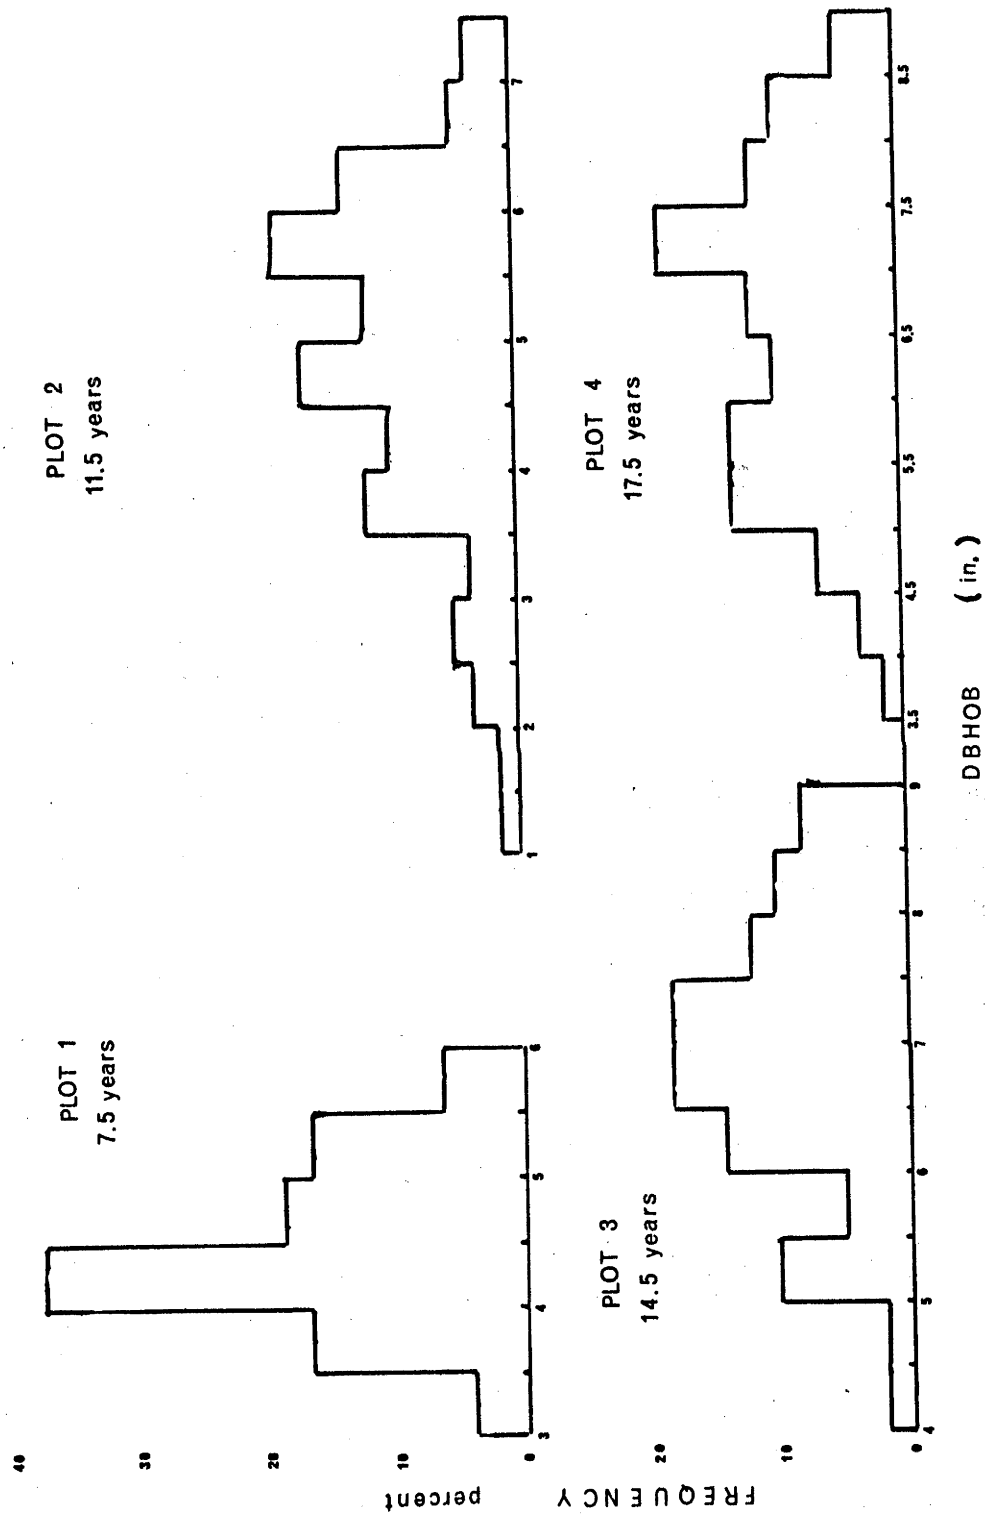 PLOT 1
7.5 years
PLOT 2
11.5 years
40
30
20
10
0
3 4 5 6
1 2 3 4 5 6 7
PLOT 3
14.5 years
PLOT 4
17.5 years
20
10
0
4 5 6 7 8 9
3.5 4.5 5.5 6.5 7.5 8.5
FREQUENCY percent
DBHOB (in.)